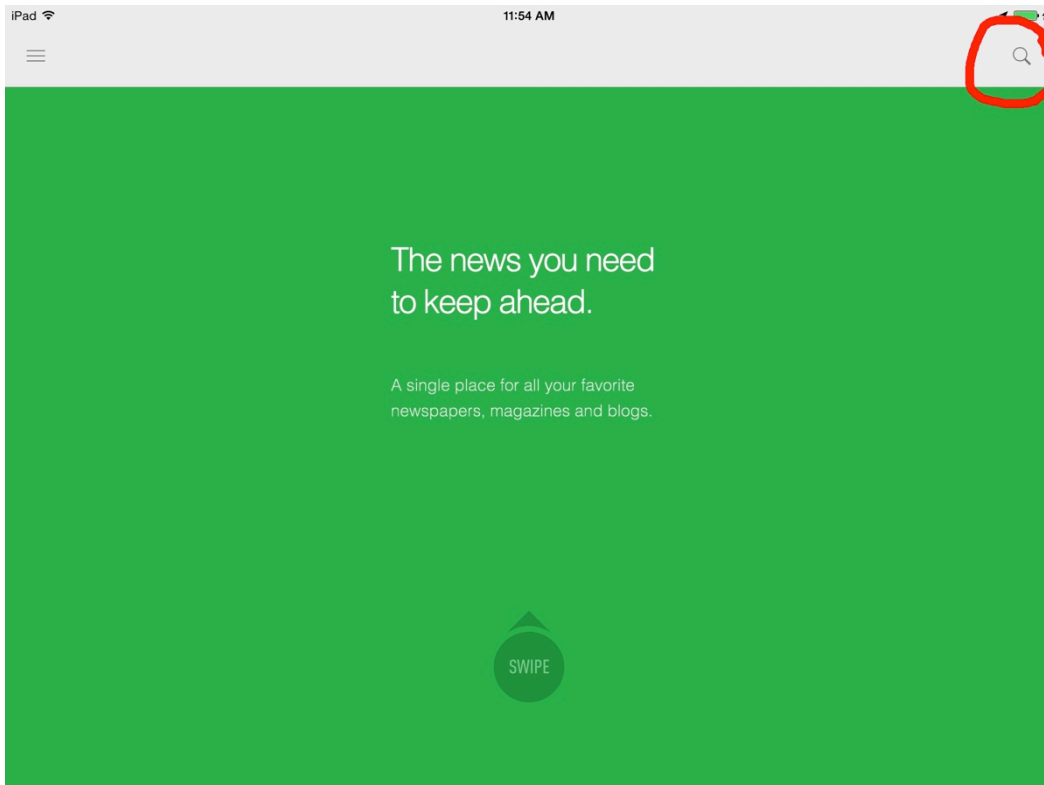 iPad
11:54 AM
The news you need
to keep ahead.
A single place for all your favorite
newspapers, magazines and blogs.
SWIPE